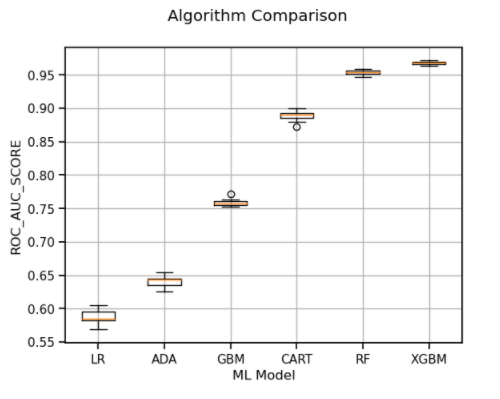 Algorithm Comparison
ROC_AUC_SCORE
0.95
0.90
0.85
0.80
0.75
0.70
0.65
0.60
0.55
LR ADA GBM CART RF XGBM
ML Model